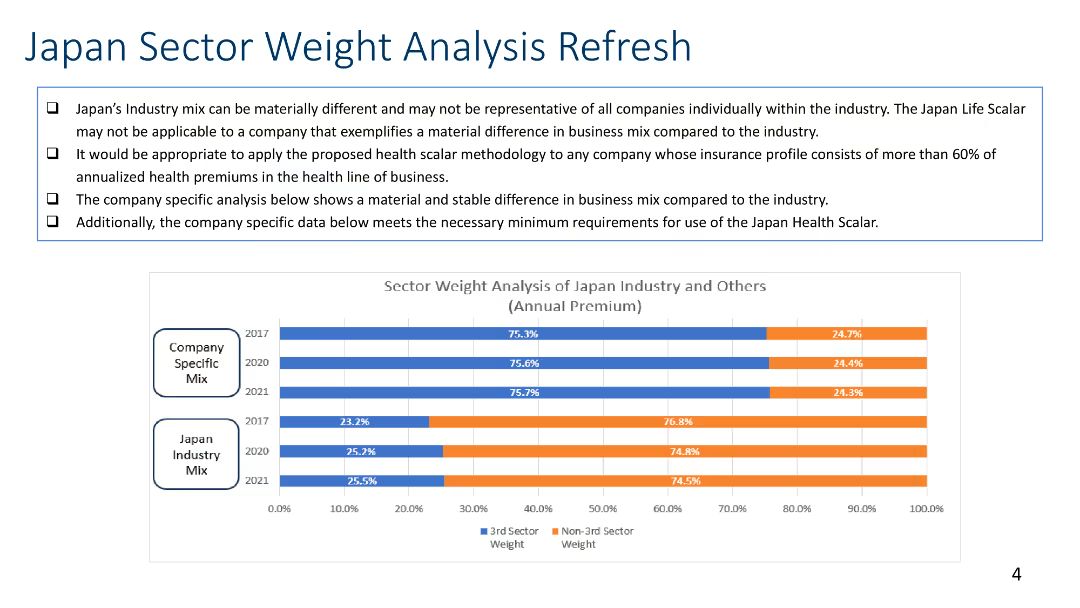 Japan Sector Weight Analysis Refresh
Japan’s Industry mix can be materially different and may not be representative of all companies individually within the industry. The Japan Life Scalar
may not be applicable to a company that exemplifies a material difference in business mix compared to the industry.
It would be appropriate to apply the proposed health scalar methodology to any company whose insurance profile consists of more than 60% of
annualized health premiums in the health line of business.
The company specific analysis below shows a material and stable difference in business mix compared to the industry.
Additionally, the company specific data below meets the necessary minimum requirements for use of the Japan Health Scalar.
Sector Weight Analysis of Japan Industry and Others
(Annual Premium)
Company
Specific
Mix
2017 75.3% 24.7%
2020 75.6% 24.4%
2021 75.7% 24.3%
Japan
Industry
Mix
2017 23.2% 76.8%
2020 25.2% 74.8%
2021 25.5% 74.5%
0.0% 10.0% 20.0% 30.0% 40.0% 50.0% 60.0% 70.0% 80.0% 90.0% 100.0%
3rd Sector
Weight
Non-3rd Sector
Weight
4